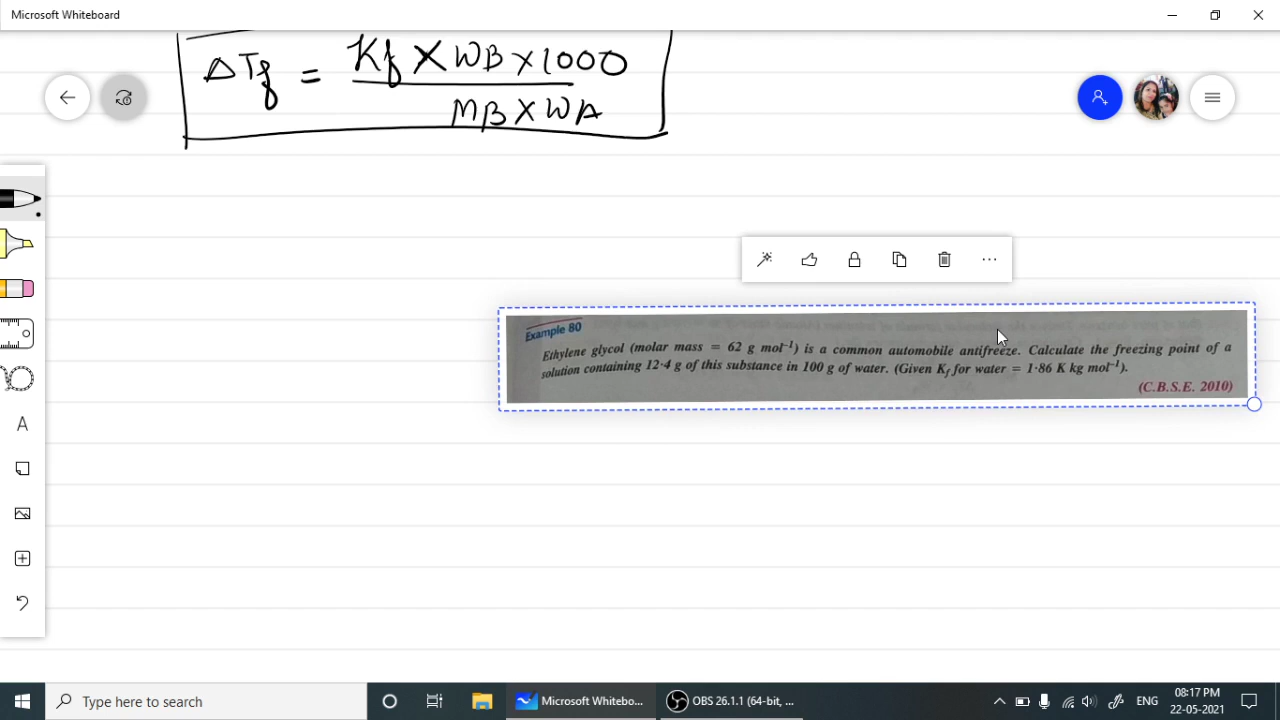 Microsoft Whiteboard
ΔTf = Kf × WB × 1000
MB × WA
Example 80
Ethylene glycol (molar mass = 62 g mol⁻¹) is a common automobile antifreeze. Calculate the freezing point of a
solution containing 12·4 g of this substance in 100 g of water. (Given Kf for water = 1·86 K kg mol⁻¹).
(C.B.S.E. 2010)
A
Type here to search
Microsoft Whitebo...
OBS 26.1.1 (64-bit, ...
ENG
08:17 PM
22-05-2021